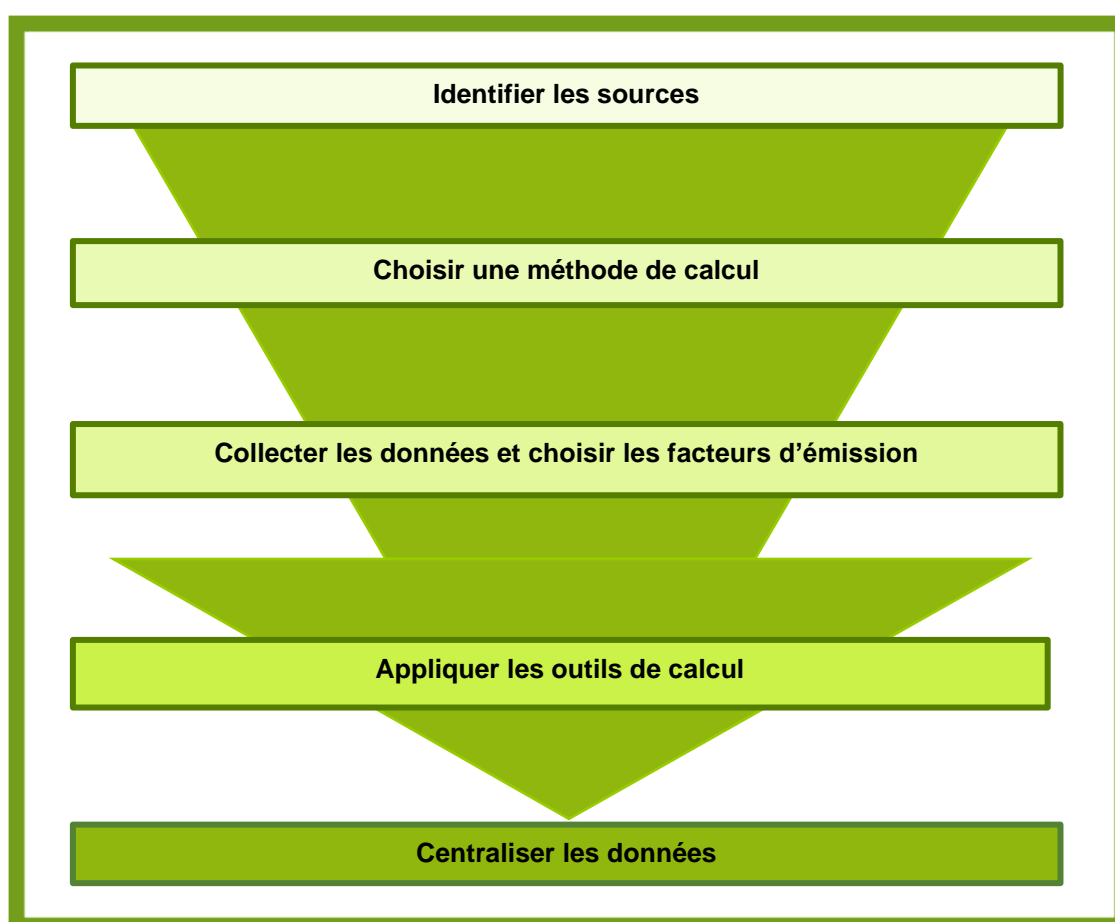 Identifier les sources
Choisir une méthode de calcul
Collecter les données et choisir les facteurs d’émission
Appliquer les outils de calcul
Centraliser les données